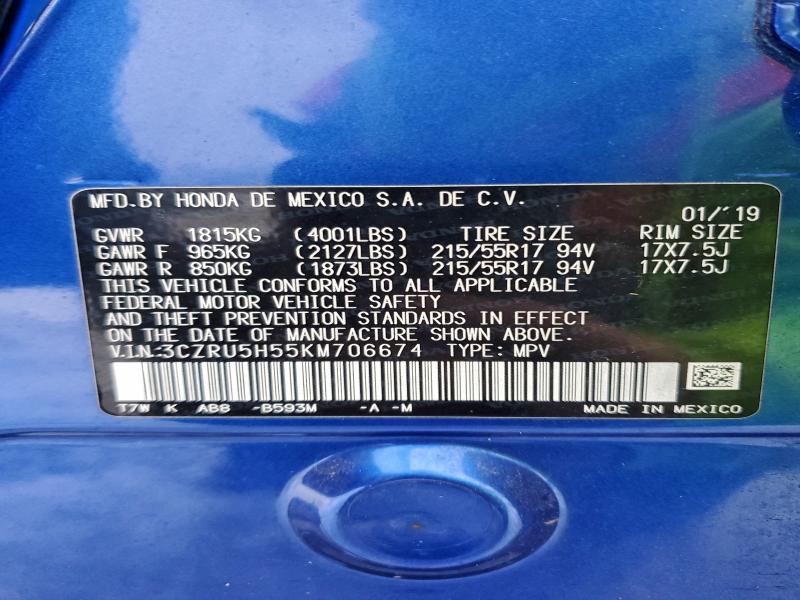 MFD.BY HONDA DE MEXICO S.A. DE C.V.
01/'19
GVWR 1815KG (4001LBS) TIRE SIZE RIM SIZE
GAWR F 965KG (2127LBS) 215/55R17 94V 17X7.5J
GAWR R 850KG (1873LBS) 215/55R17 94V 17X7.5J
THIS VEHICLE CONFORMS TO ALL APPLICABLE
FEDERAL MOTOR VEHICLE SAFETY
AND THEFT PREVENTION STANDARDS IN EFFECT
ON THE DATE OF MANUFACTURE SHOWN ABOVE.
V.I.N.:3CZRU5H55KM706674 TYPE: MPV
T7W K AB8 -B593M -A -M MADE IN MEXICO